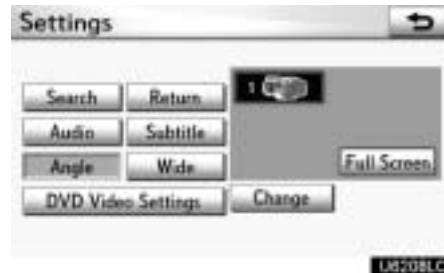 Settings
Search Return 1
Audio Subtitle
Angle Wide Full Screen
DVD Video Settings Change
U6208LC